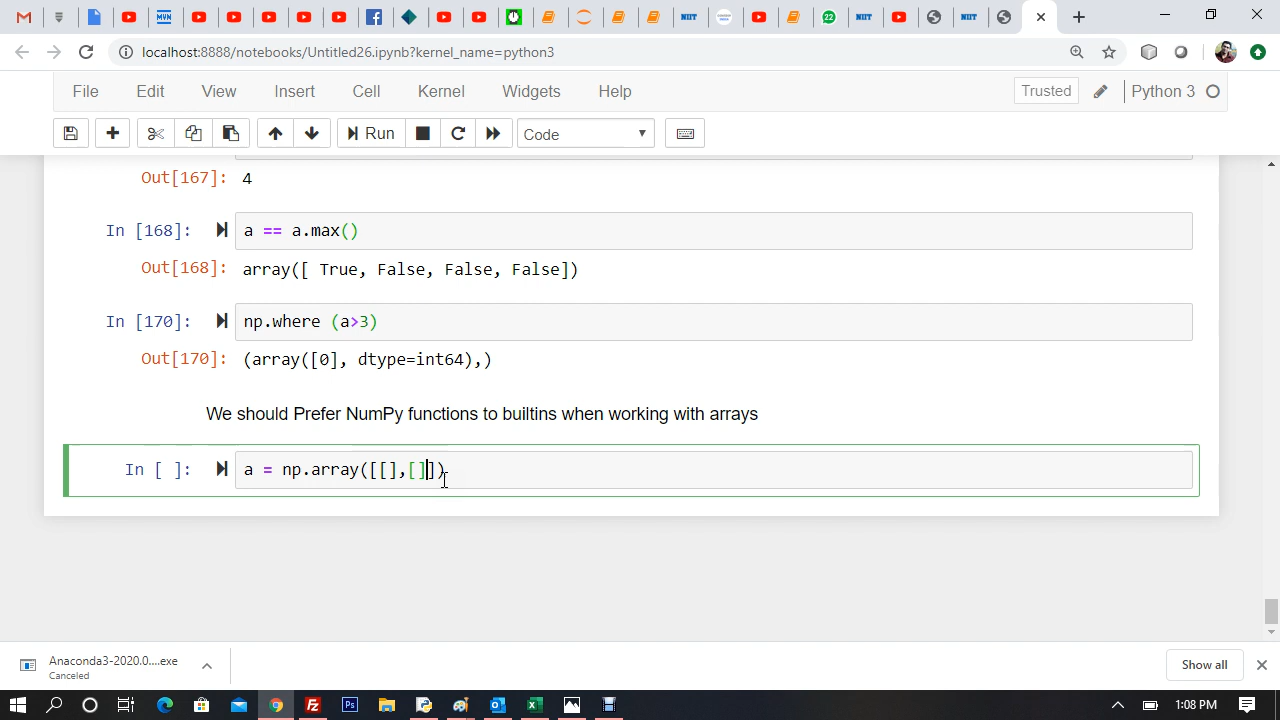 localhost:8888/notebooks/Untitled26.ipynb?kernel_name=python3
File Edit View Insert Cell Kernel Widgets Help Trusted Python 3
Run Code
Out[167]: 4
In [168]: a == a.max()
Out[168]: array([ True, False, False, False])
In [170]: np.where (a>3)
Out[170]: (array([0], dtype=int64),)
We should Prefer NumPy functions to builtins when working with arrays
In [ ]: a = np.array([[],[]])
Anaconda3-2020.0....exe
Canceled
Show all
1:08 PM